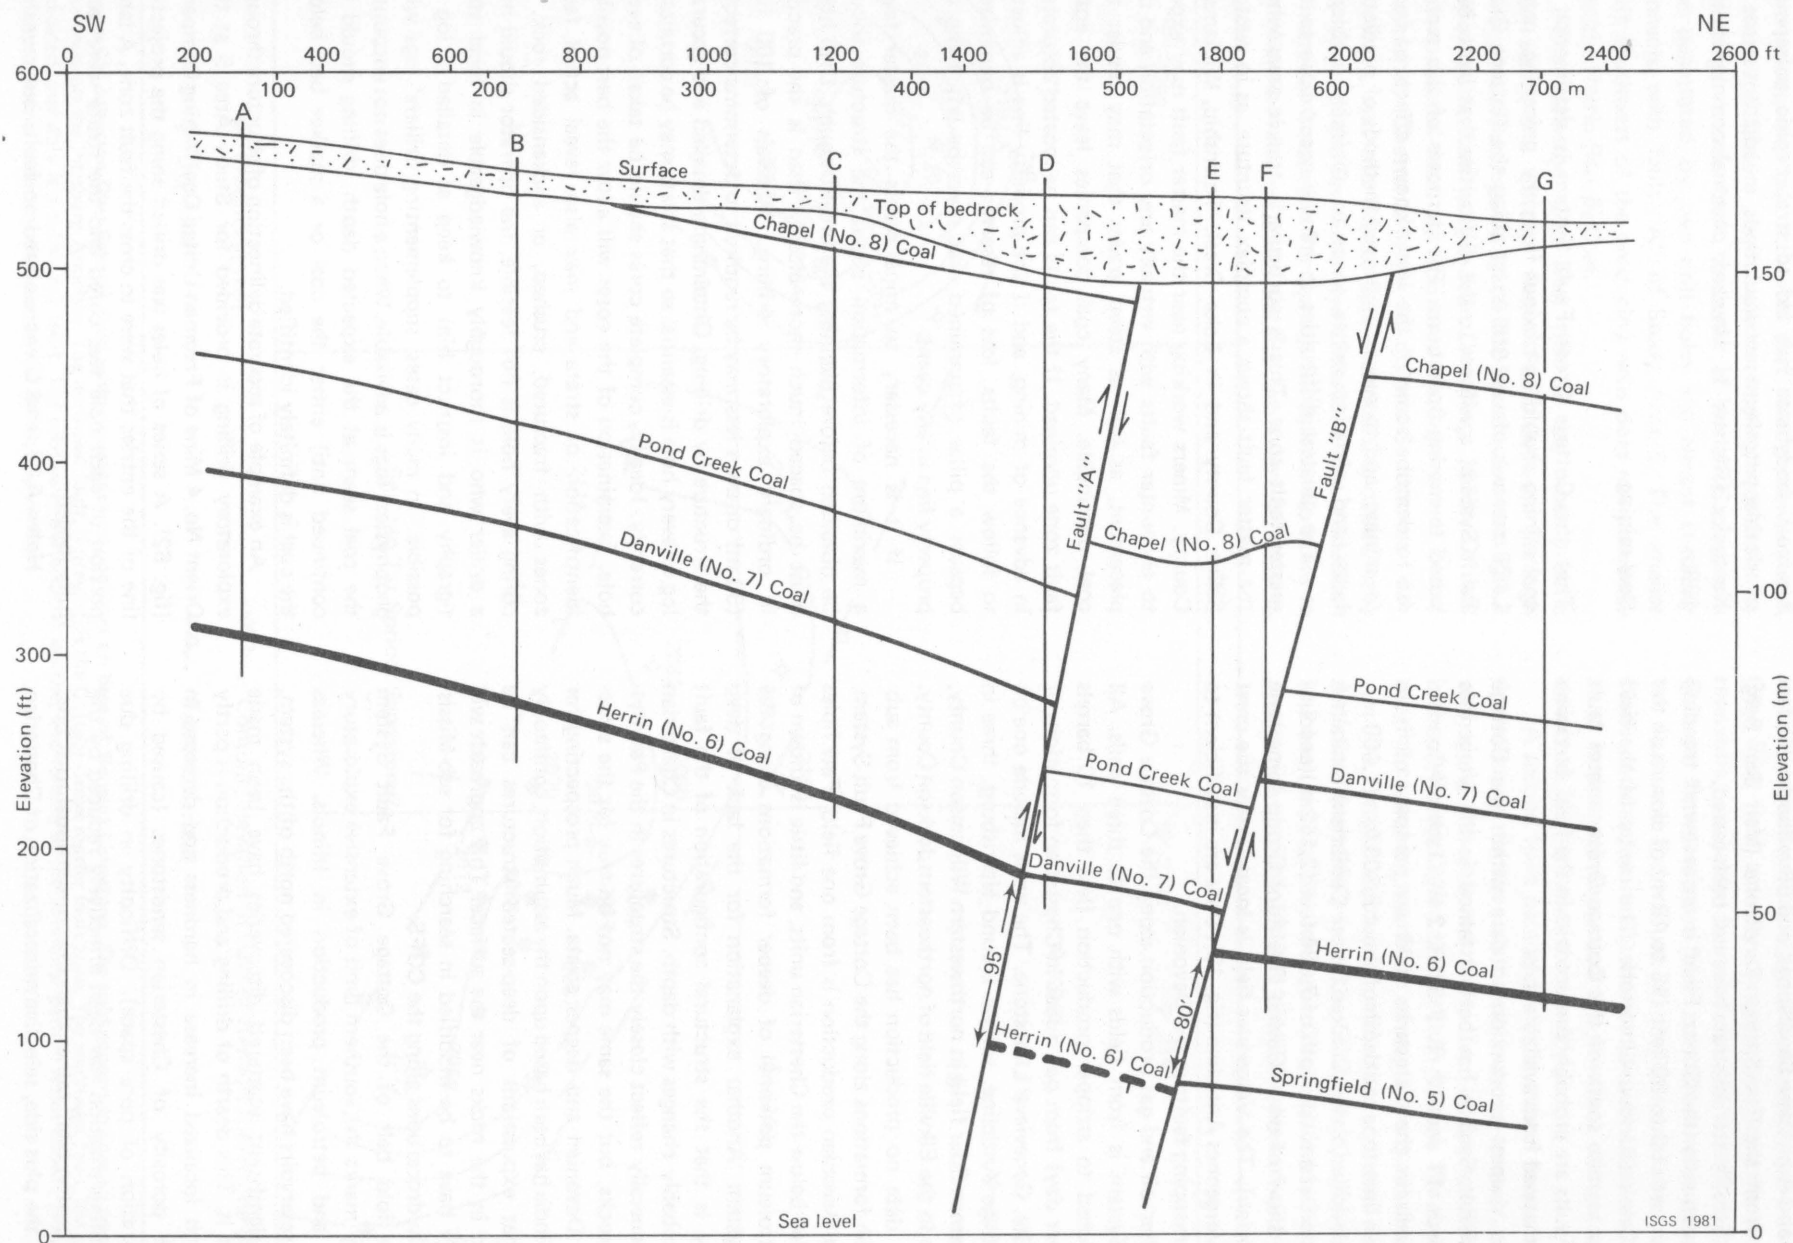 SW
NE
0 200 400 600 800 1000 1200 1400 1600 1800 2000 2200 2400 2600 ft
100 200 300 400 500 600 700 m
600
500
400
300
200
100
0
150
100
50
0
Elevation (ft)
Elevation (m)
A
B
C
D
E
F
G
Surface
Top of bedrock
Chapel (No. 8) Coal
Chapel (No. 8) Coal
Pond Creek Coal
Fault "A"
Fault "B"
Chapel (No. 8) Coal
Danville (No. 7) Coal
Pond Creek Coal
Herrin (No. 6) Coal
Pond Creek Coal
Danville (No. 7) Coal
Danville (No. 7) Coal
Herrin (No. 6) Coal
95'
80'
Herrin (No. 6) Coal
Springfield (No. 5) Coal
Sea level
ISGS 1981